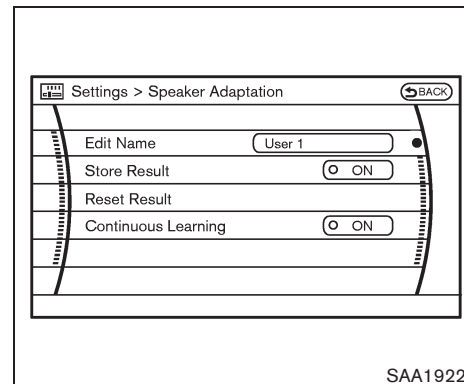 Settings > Speaker Adaptation BACK
Edit Name User 1
Store Result ON
Reset Result
Continuous Learning ON
SAA1922